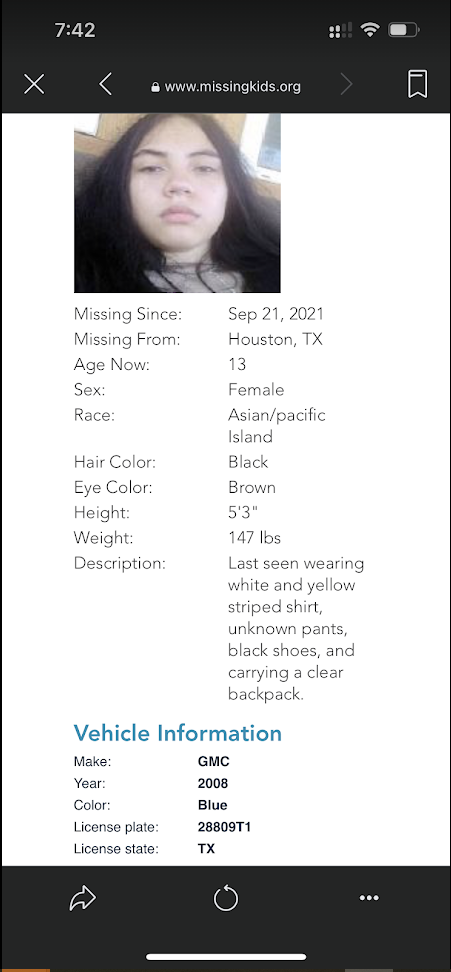 7:42
www.missingkids.org
Missing Since: Sep 21, 2021
Missing From: Houston, TX
Age Now: 13
Sex: Female
Race: Asian/pacific
Island
Hair Color: Black
Eye Color: Brown
Height: 5'3"
Weight: 147 lbs
Description: Last seen wearing
white and yellow
striped shirt,
unknown pants,
black shoes, and
carrying a clear
backpack.
Vehicle Information
Make: GMC
Year: 2008
Color: Blue
License plate: 28809T1
License state: TX